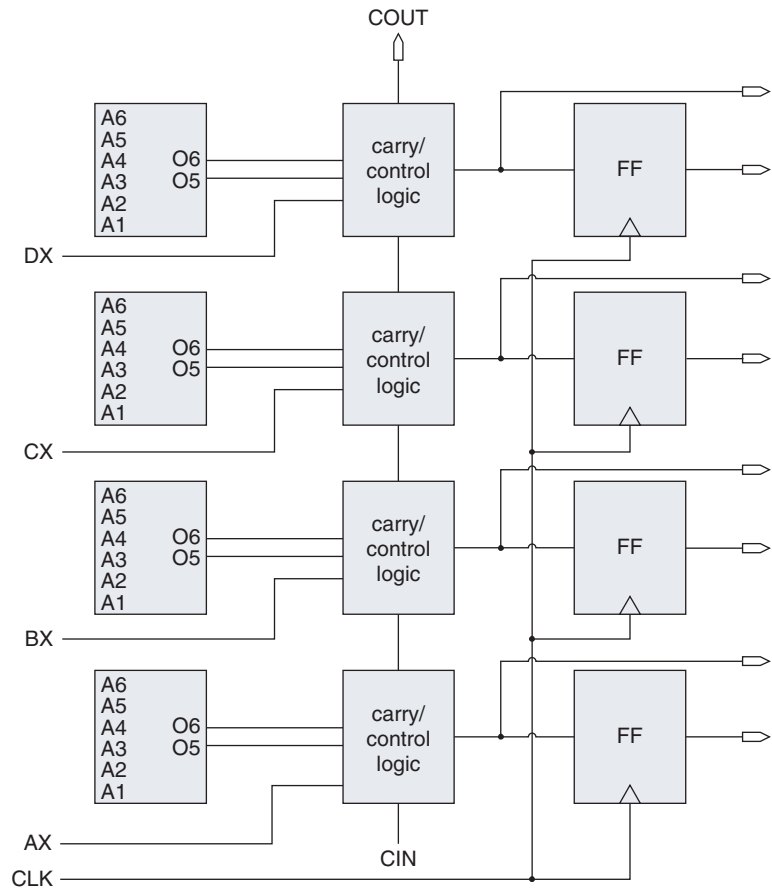 COUT
A6
A5
A4
A3
A2
A1
O6
O5
carry/
control
logic
FF
DX
A6
A5
A4
A3
A2
A1
O6
O5
carry/
control
logic
FF
CX
A6
A5
A4
A3
A2
A1
O6
O5
carry/
control
logic
FF
BX
A6
A5
A4
A3
A2
A1
O6
O5
carry/
control
logic
FF
AX
CIN
CLK